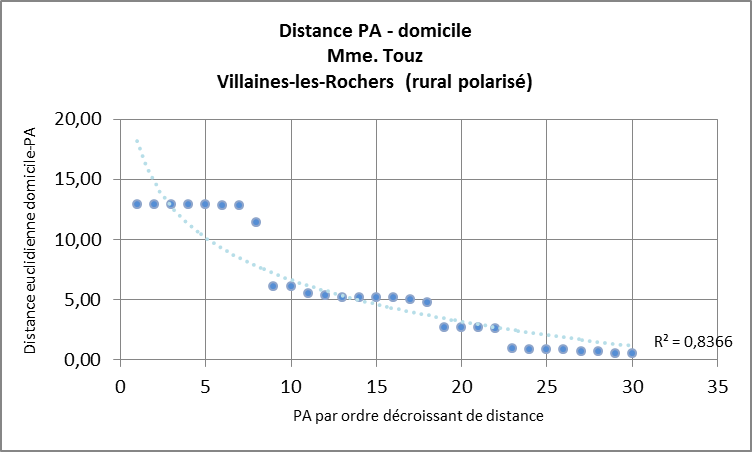 Distance PA - domicile
Mme. Touz
Villaines-les-Rochers (rural polarisé)
Distance euclidienne domicile-PA
20,00
15,00
10,00
5,00
0,00
R² = 0,8366
0 5 10 15 20 25 30 35
PA par ordre décroissant de distance